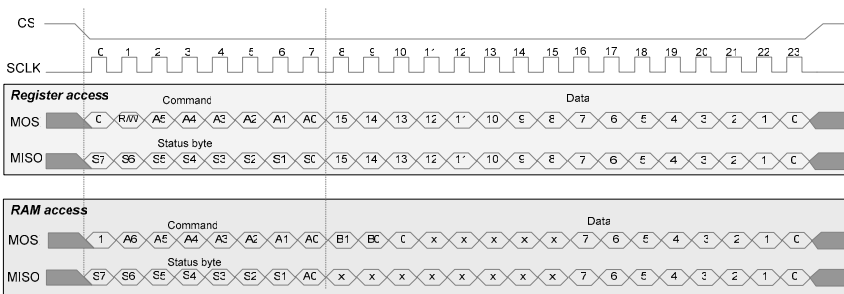 CS
0 1 2 3 4 5 6 7 8 9 10 11 12 13 14 15 16 17 18 19 20 21 22 23
SCLK
Register access
Command Data
MOS 0 R/W A5 A4 A3 A2 A1 A0 15 14 13 12 11 10 9 8 7 6 5 4 3 2 1 0
Status byte
MISO S7 S6 S5 S4 S3 S2 S1 S0 15 14 13 12 11 10 9 8 7 6 5 4 3 2 1 0
RAM access
Command Data
MOS 1 A6 A5 A4 A3 A2 A1 A0 B1 B0 0 x x x x x 7 6 5 4 3 2 1 0
Status byte
MISO S7 S6 S5 S4 S3 S2 S1 A0 x x x x x x x x 7 6 5 4 3 2 1 0